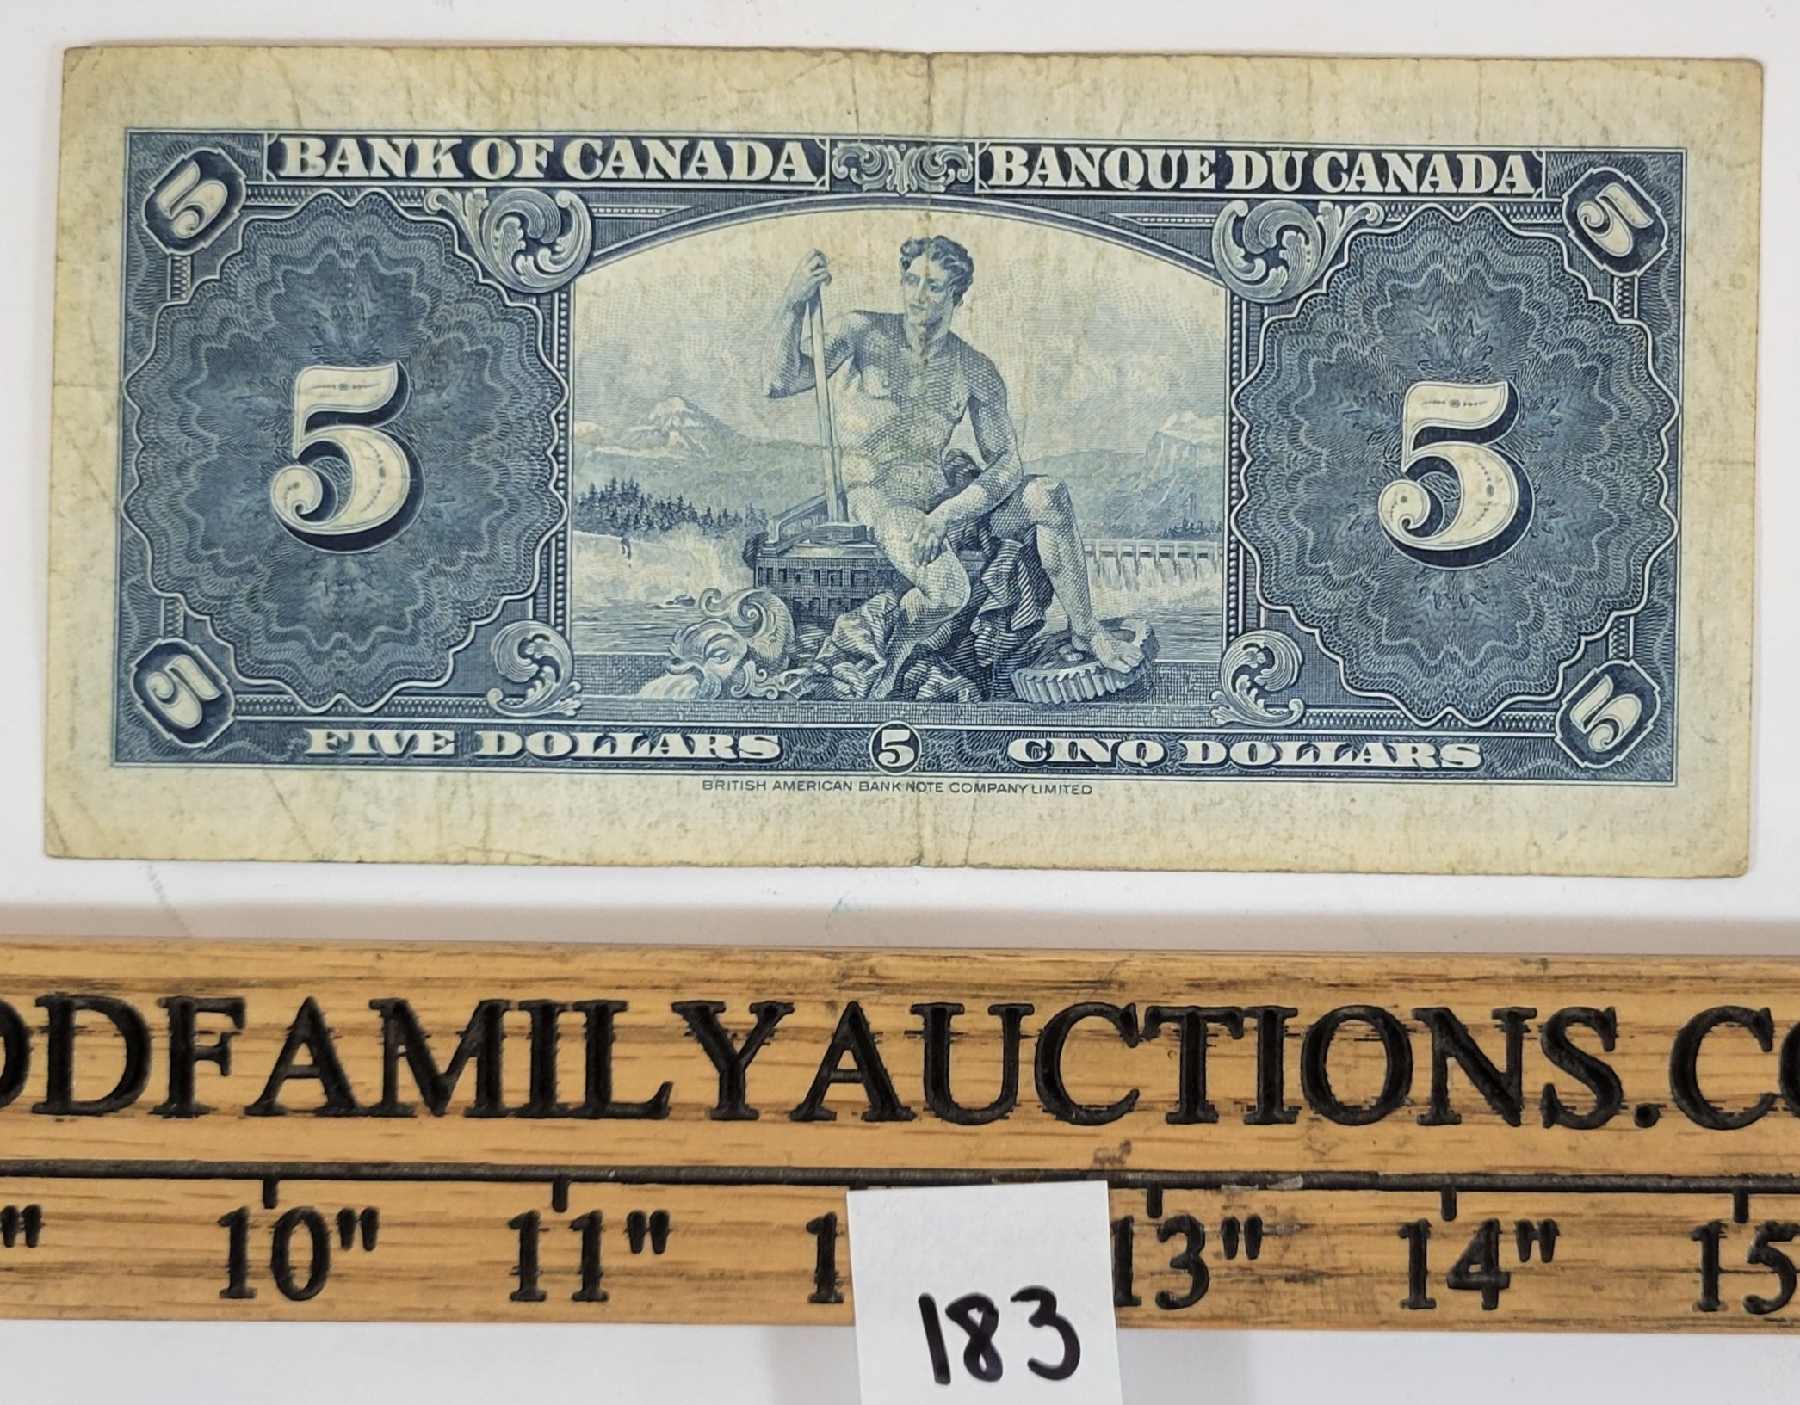 BANK OF CANADA BANQUE DU CANADA
5 5
5 5
5 5
FIVE DOLLARS 5 CINQ DOLLARS
BRITISH AMERICAN BANK NOTE COMPANY LIMITED
DFAMILYAUCTIONS.C
" 10" 11" 1 13" 14" 15
183